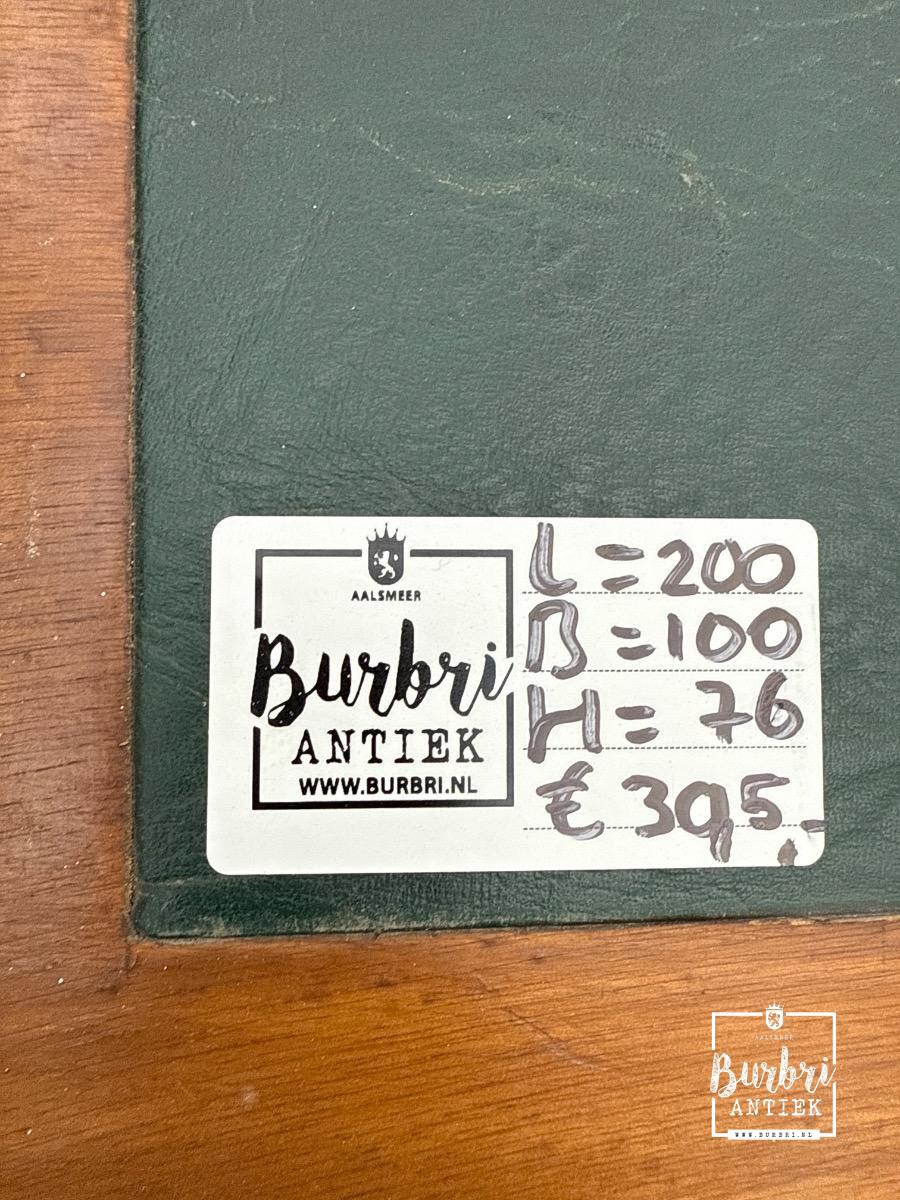 AALSMEER
Burbri
ANTIEK
WWW.BURBRI.NL
L = 200
B = 100
H = 76
€ 395,-
AALSMEER
Burbri
ANTIEK
WWW.BURBRI.NL